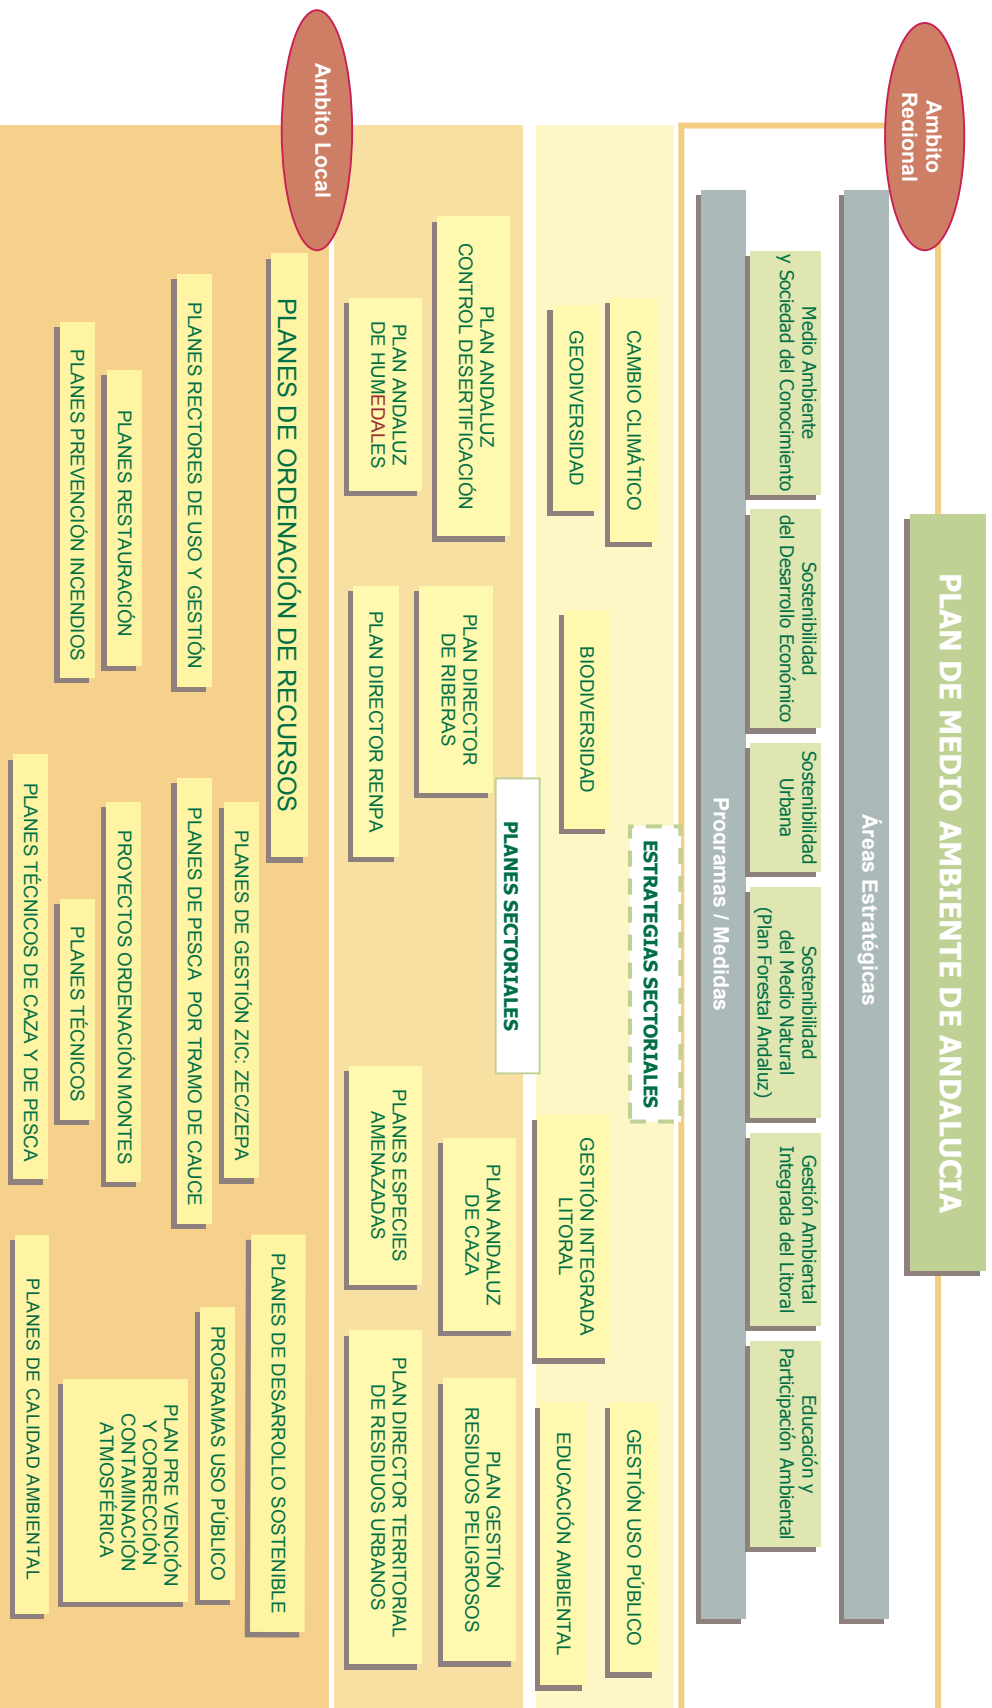 PLAN DE MEDIO AMBIENTE DE ANDALUCIA
Ambito
Regional
Áreas Estratégicas
Medio Ambiente
y Sociedad del Conocimiento
Sostenibilidad
del Desarrollo Económico
Sostenibilidad
Urbana
Sostenibilidad
del Medio Natural
(Plan Forestal Andaluz)
Gestión Ambiental
Integrada del Litoral
Educación y
Participación Ambiental
Programas / Medidas
ESTRATEGIAS SECTORIALES
CAMBIO CLIMÁTICO
GEODIVERSIDAD
BIODIVERSIDAD
GESTIÓN INTEGRADA
LITORAL
GESTIÓN USO PÚBLICO
EDUCACIÓN AMBIENTAL
PLANES SECTORIALES
PLAN ANDALUZ
CONTROL DESERTIFICACIÓN
PLAN DIRECTOR
DE RIBERAS
PLAN ANDALUZ
DE CAZA
PLAN GESTIÓN
RESIDUOS PELIGROSOS
PLAN ANDALUZ
DE HUMEDALES
PLAN DIRECTOR RENPA
PLANES ESPECIES
AMENAZADAS
PLAN DIRECTOR TERRITORIAL
DE RESIDUOS URBANOS
Ambito Local
PLANES DE ORDENACIÓN DE RECURSOS
PLANES DE DESARROLLO SOSTENIBLE
PLANES DE GESTIÓN ZIC: ZEC/ZEPA
PROGRAMAS USO PÚBLICO
PLANES RECTORES DE USO Y GESTIÓN
PLANES DE PESCA POR TRAMO DE CAUCE
PLAN PRE VENCIÓN
Y CORRECCIÓN
CONTAMINACIÓN
ATMOSFÉRICA
PLANES RESTAURACIÓN
PROYECTOS ORDENACIÓN MONTES
PLANES PREVENCIÓN INCENDIOS
PLANES TÉCNICOS
PLANES TÉCNICOS DE CAZA Y DE PESCA
PLANES DE CALIDAD AMBIENTAL